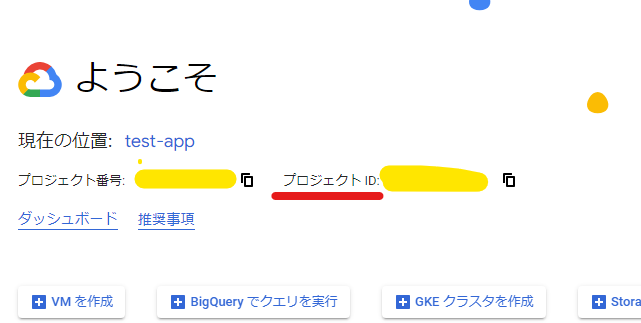 ようこそ
現在の位置: test-app
プロジェクト番号: プロジェクト ID:
ダッシュボード 推奨事項
VM を作成 BigQuery でクエリを実行 GKE クラスタを作成 Stora